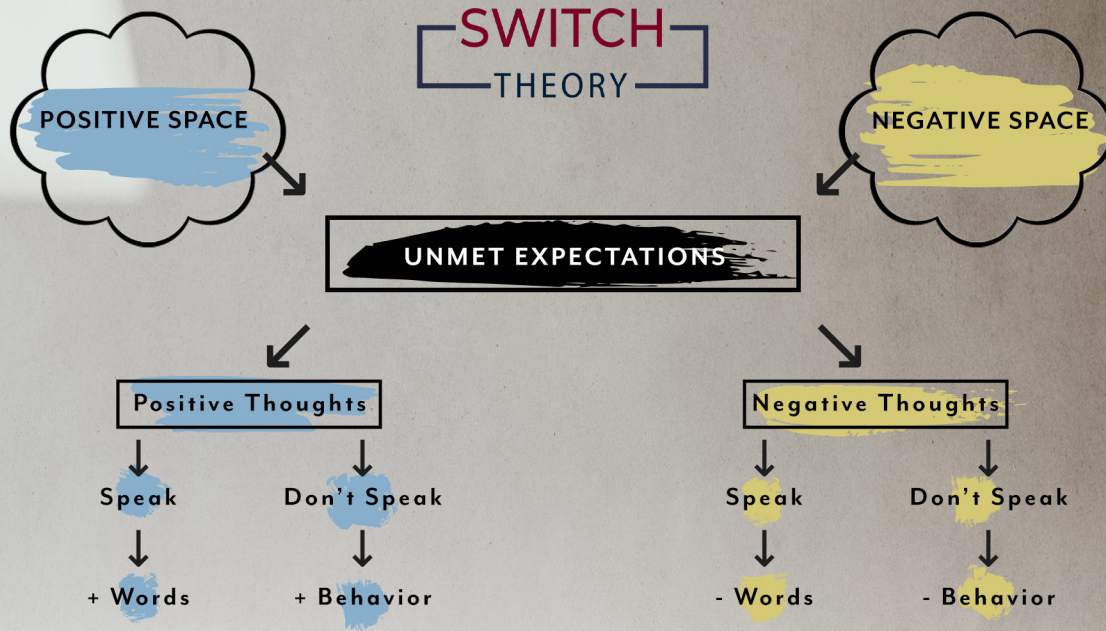 SWITCH
THEORY
POSITIVE SPACE
NEGATIVE SPACE
UNMET EXPECTATIONS
Positive Thoughts
Negative Thoughts
Speak
Don't Speak
Speak
Don't Speak
+ Words
+ Behavior
- Words
- Behavior